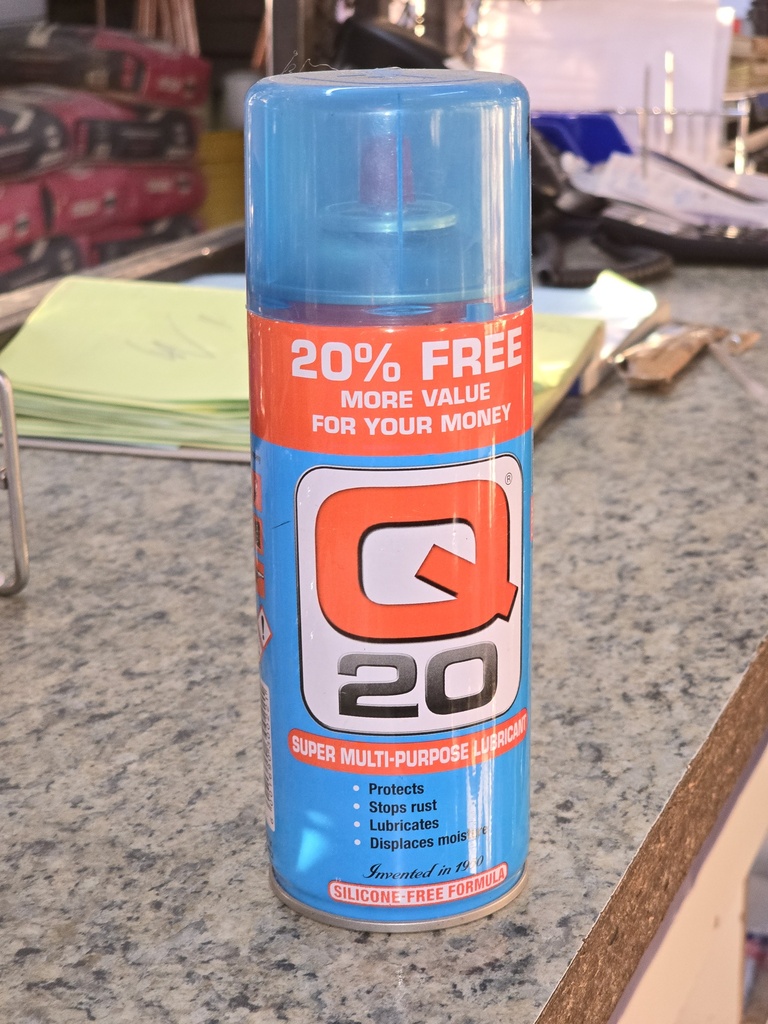 20% FREE
MORE VALUE
FOR YOUR MONEY
Q
®
20
SUPER MULTI-PURPOSE LUBRICANT
• Protects
• Stops rust
• Lubricates
• Displaces moisture
Invented in
SILICONE-FREE FORMULA